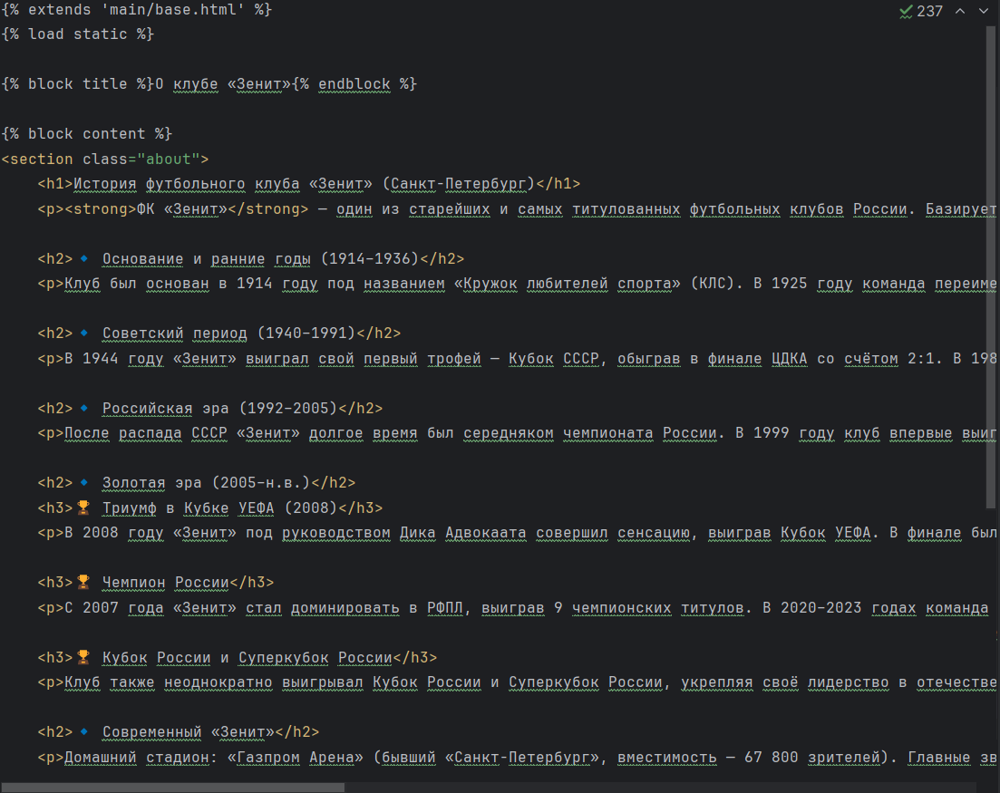 {% extends 'main/base.html' %}
237
{% load static %}
{% block title %}О клубе «Зенит»{% endblock %}
{% block content %}
<section class="about">
<h1>История футбольного клуба «Зенит» (Санкт-Петербург)</h1>
<p><strong>ФК «Зенит»</strong> — один из старейших и самых титулованных футбольных клубов России. Базирует
<h2>🔹 Основание и ранние годы (1914–1936)</h2>
<p>Клуб был основан в 1914 году под названием «Кружок любителей спорта» (КЛС). В 1925 году команда переиме
<h2>🔹 Советский период (1940–1991)</h2>
<p>В 1944 году «Зенит» выиграл свой первый трофей — Кубок СССР, обыграв в финале ЦДКА со счётом 2:1. В 198
<h2>🔹 Российская эра (1992–2005)</h2>
<p>После распада СССР «Зенит» долгое время был середняком чемпионата России. В 1999 году клуб впервые выиг
<h2>🔹 Золотая эра (2005–н.в.)</h2>
<h3>🏆 Триумф в Кубке УЕФА (2008)</h3>
<p>В 2008 году «Зенит» под руководством Дика Адвокаата совершил сенсацию, выиграв Кубок УЕФА. В финале был
<h3>🏆 Чемпион России</h3>
<p>С 2007 года «Зенит» стал доминировать в РФПЛ, выиграв 9 чемпионских титулов. В 2020–2023 годах команда
<h3>🏆 Кубок России и Суперкубок России</h3>
<p>Клуб также неоднократно выигрывал Кубок России и Суперкубок России, укрепляя своё лидерство в отечестве
<h2>🔹 Современный «Зенит»</h2>
<p>Домашний стадион: «Газпром Арена» (бывший «Санкт-Петербург», вместимость — 67 800 зрителей). Главные зв